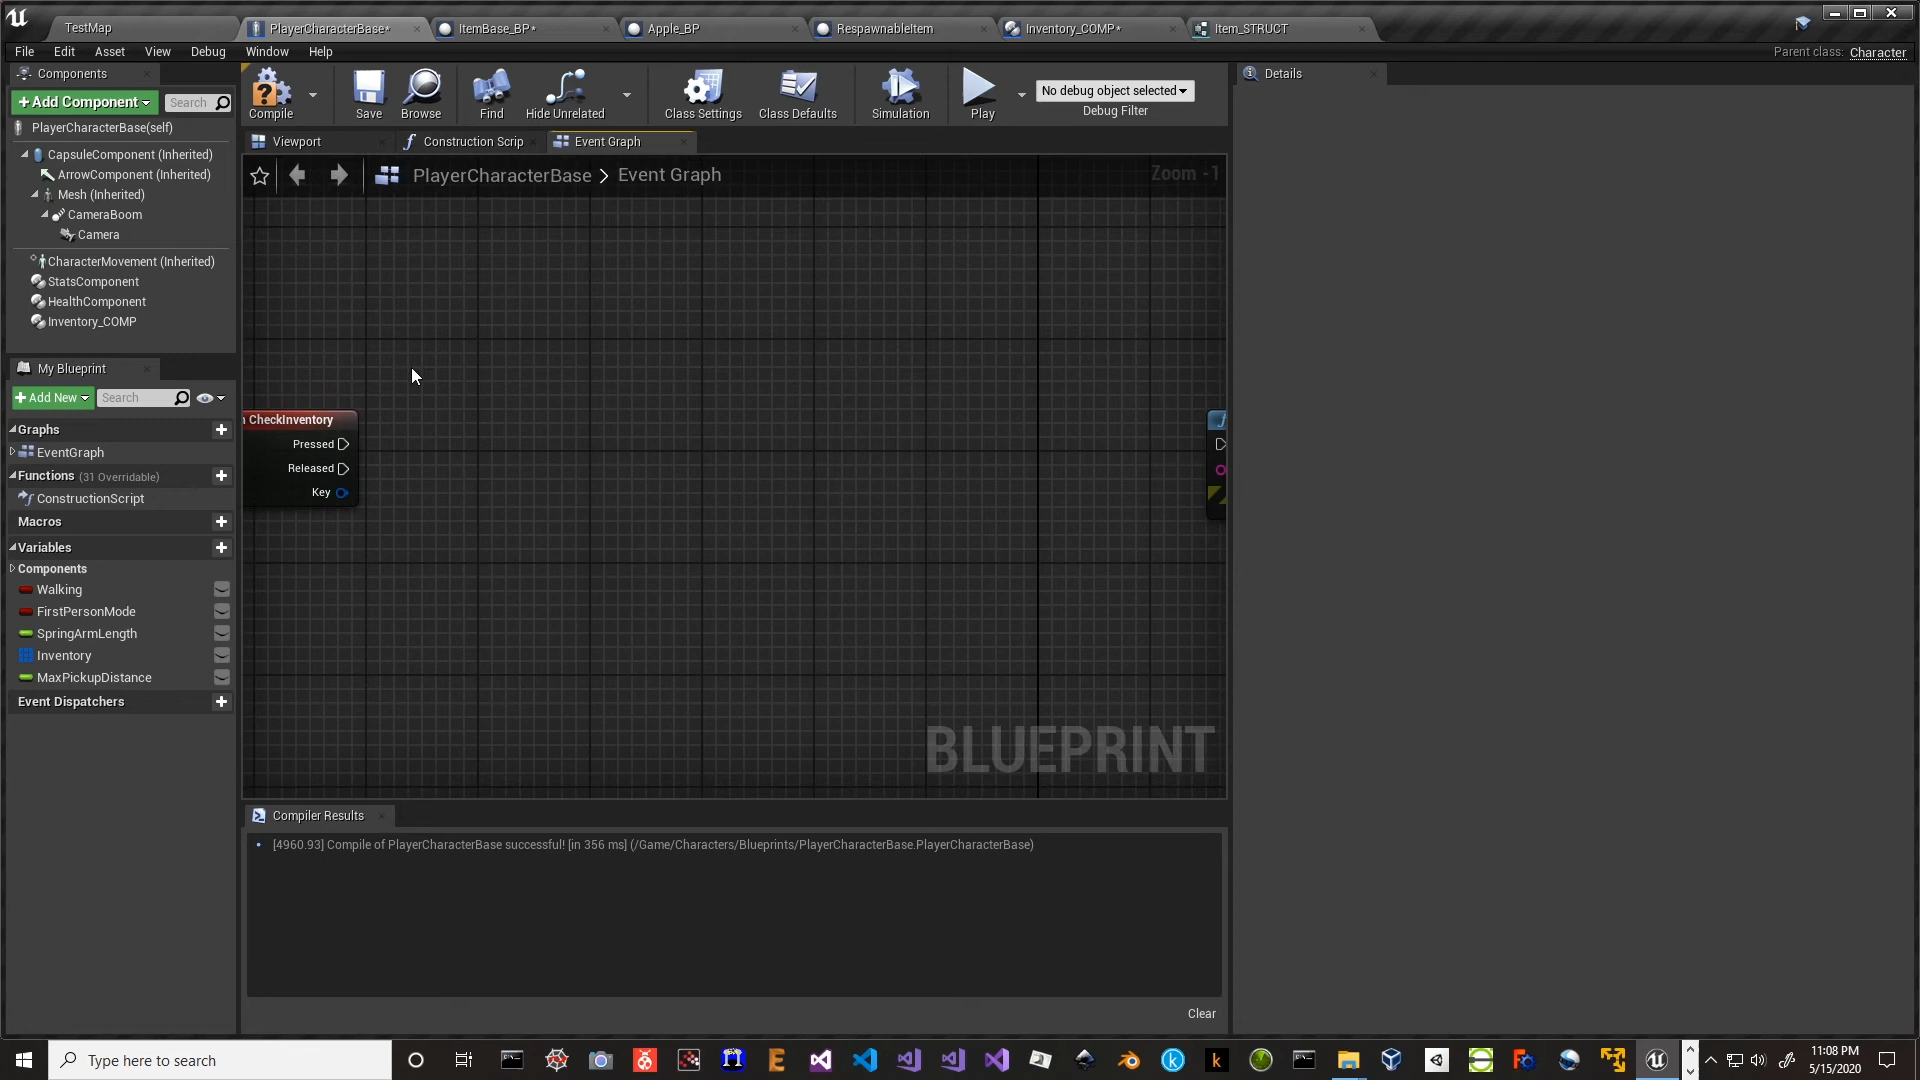 TestMap
PlayerCharacterBase*
ItemBase_BP*
Apple_BP
RespawnableItem
Inventory_COMP*
Item_STRUCT
File Edit Asset View Debug Window Help
Parent class: Character
Components
+ Add Component
Search
PlayerCharacterBase(self)
CapsuleComponent (Inherited)
ArrowComponent (Inherited)
Mesh (Inherited)
CameraBoom
Camera
CharacterMovement (Inherited)
StatsComponent
HealthComponent
Inventory_COMP
My Blueprint
+ Add New
Search
Graphs
EventGraph
Functions (31 Overridable)
ConstructionScript
Macros
Variables
Components
Walking
FirstPersonMode
SpringArmLength
Inventory
MaxPickupDistance
Event Dispatchers
Compile
Save
Browse
Find
Hide Unrelated
Class Settings
Class Defaults
Simulation
Play
No debug object selected
Debug Filter
Viewport
Construction Scrip
Event Graph
PlayerCharacterBase > Event Graph
Zoom -1
CheckInventory
Pressed
Released
Key
BLUEPRINT
Compiler Results
[4960.93] Compile of PlayerCharacterBase successful! [in 356 ms] (/Game/Characters/Blueprints/PlayerCharacterBase.PlayerCharacterBase)
Clear
Details
Type here to search
11:08 PM
5/15/2020